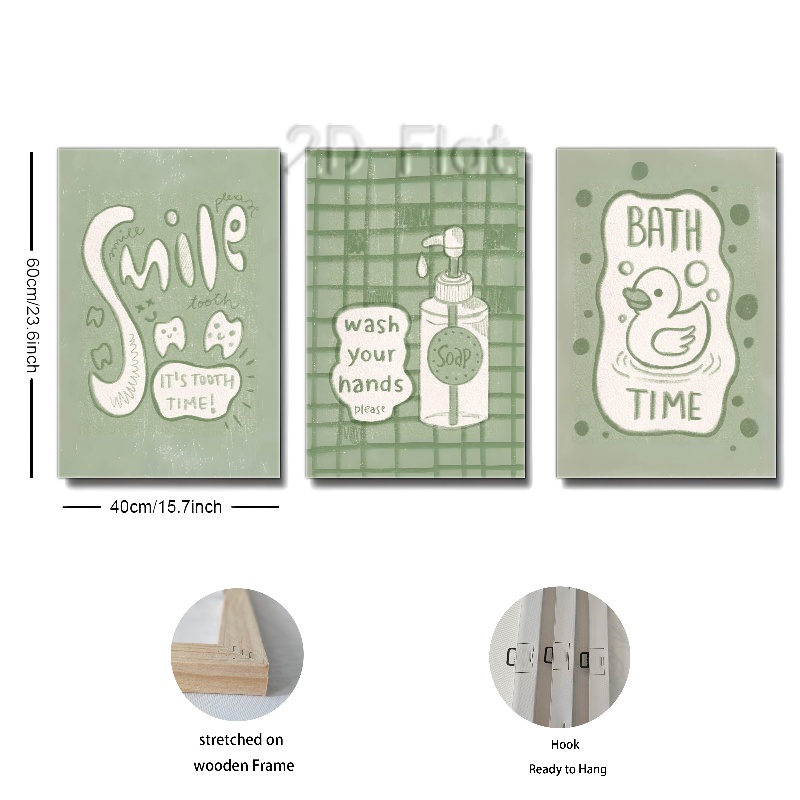 2D Flat
please
Smile
smile
tooth
IT'S TOOTH
TIME!
wash
your
hands
please
SOAP
BATH
TIME
60cm/23.6inch
40cm/15.7inch
stretched on
wooden Frame
Hook
Ready to Hang